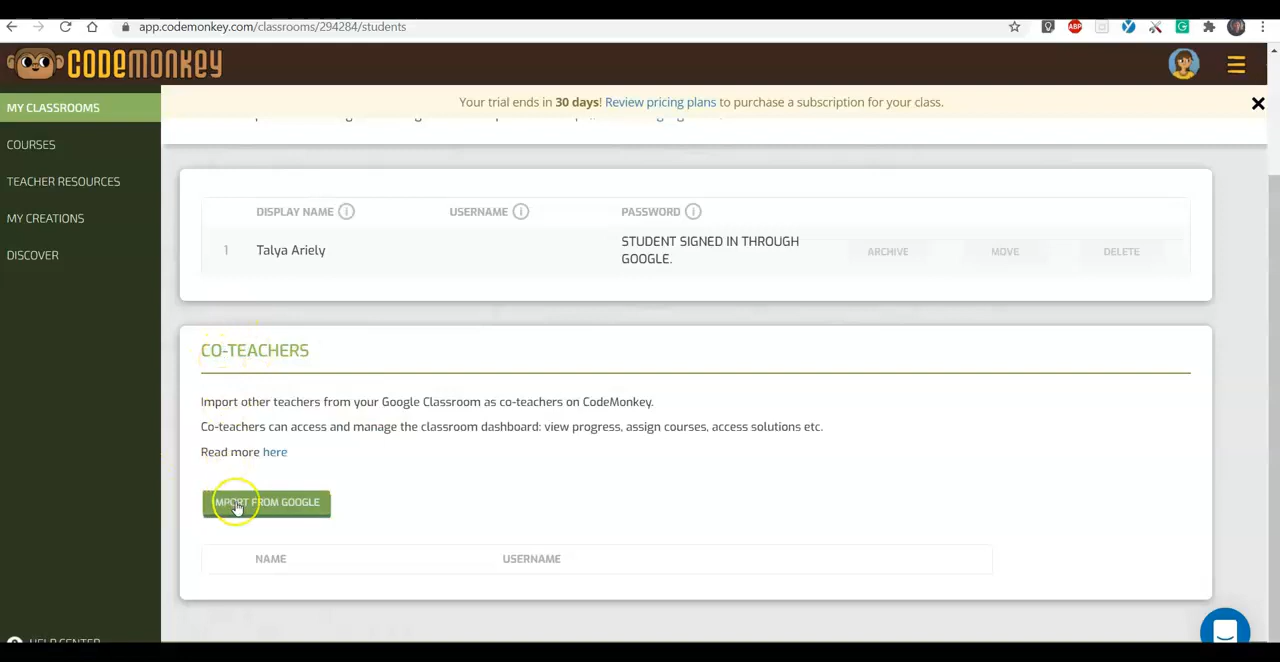 app.codemonkey.com/classrooms/294284/students
ABP
CODEMONKEY
MY CLASSROOMS
COURSES
TEACHER RESOURCES
MY CREATIONS
DISCOVER
HELP CENTER
Your trial ends in 30 days! Review pricing plans to purchase a subscription for your class.
DISPLAY NAME USERNAME PASSWORD
1 Talya Ariely STUDENT SIGNED IN THROUGH GOOGLE. ARCHIVE MOVE DELETE
CO-TEACHERS
Import other teachers from your Google Classroom as co-teachers on CodeMonkey.
Co-teachers can access and manage the classroom dashboard: view progress, assign courses, access solutions etc.
Read more here
IMPORT FROM GOOGLE
NAME USERNAME